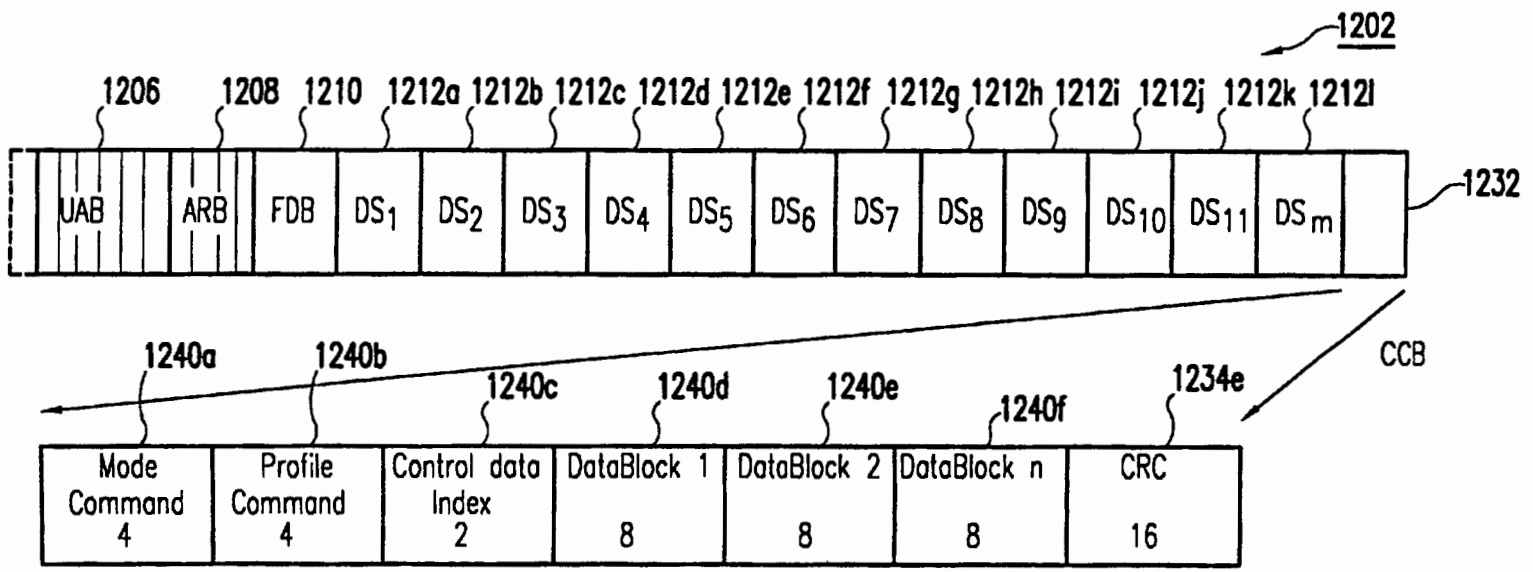 1202
1206 1208 1210 1212a 1212b 1212c 1212d 1212e 1212f 1212g 1212h 1212i 1212j 1212k 1212l
UAB ARB FDB DS1 DS2 DS3 DS4 DS5 DS6 DS7 DS8 DS9 DS10 DS11 DSm
1232
CCB
1240a 1240b 1240c 1240d 1240e 1240f 1234e
Mode Profile Control data DataBlock 1 DataBlock 2 DataBlock n CRC
Command Command Index
4 4 2 8 8 8 16